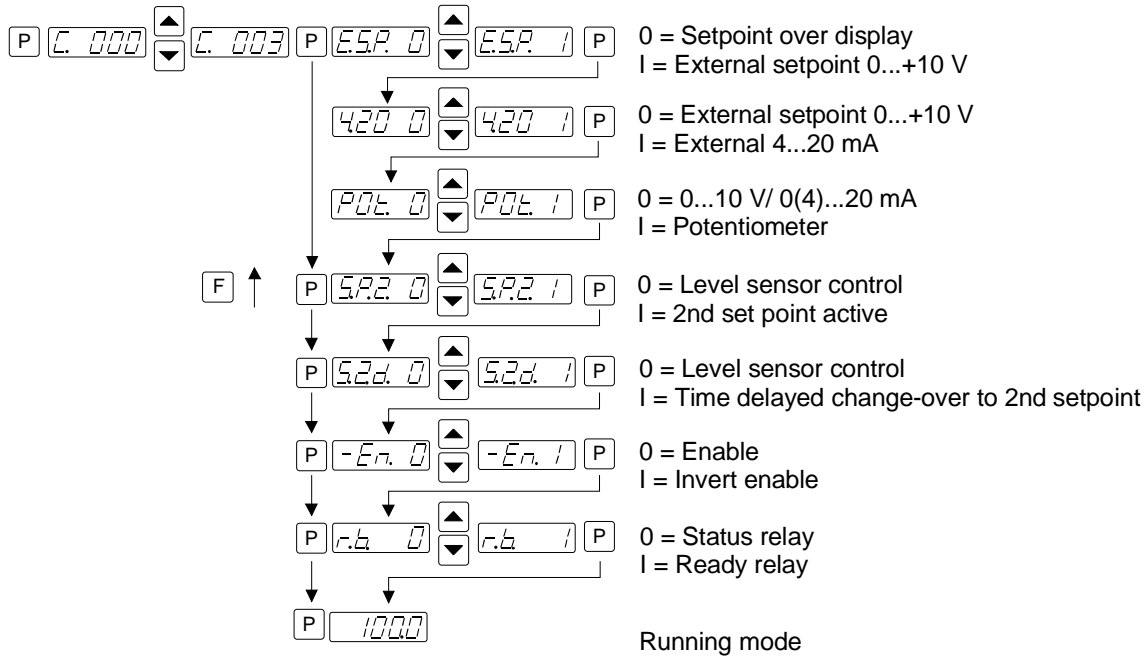 P C. 000 C. 003 P E.S.P. 0 E.S.P. 1 P 0 = Setpoint over display
I = External setpoint 0...+10 V
4.20 0 4.20 1 P 0 = External setpoint 0...+10 V
I = External 4...20 mA
POt. 0 POt. 1 P 0 = 0...10 V/ 0(4)...20 mA
I = Potentiometer
F P S.P.2. 0 S.P.2. 1 P 0 = Level sensor control
I = 2nd set point active
P S.2.d. 0 S.2.d. 1 P 0 = Level sensor control
I = Time delayed change-over to 2nd setpoint
P -En. 0 -En. 1 P 0 = Enable
I = Invert enable
P r.b. 0 r.b. 1 P 0 = Status relay
I = Ready relay
P 100.0
Running mode